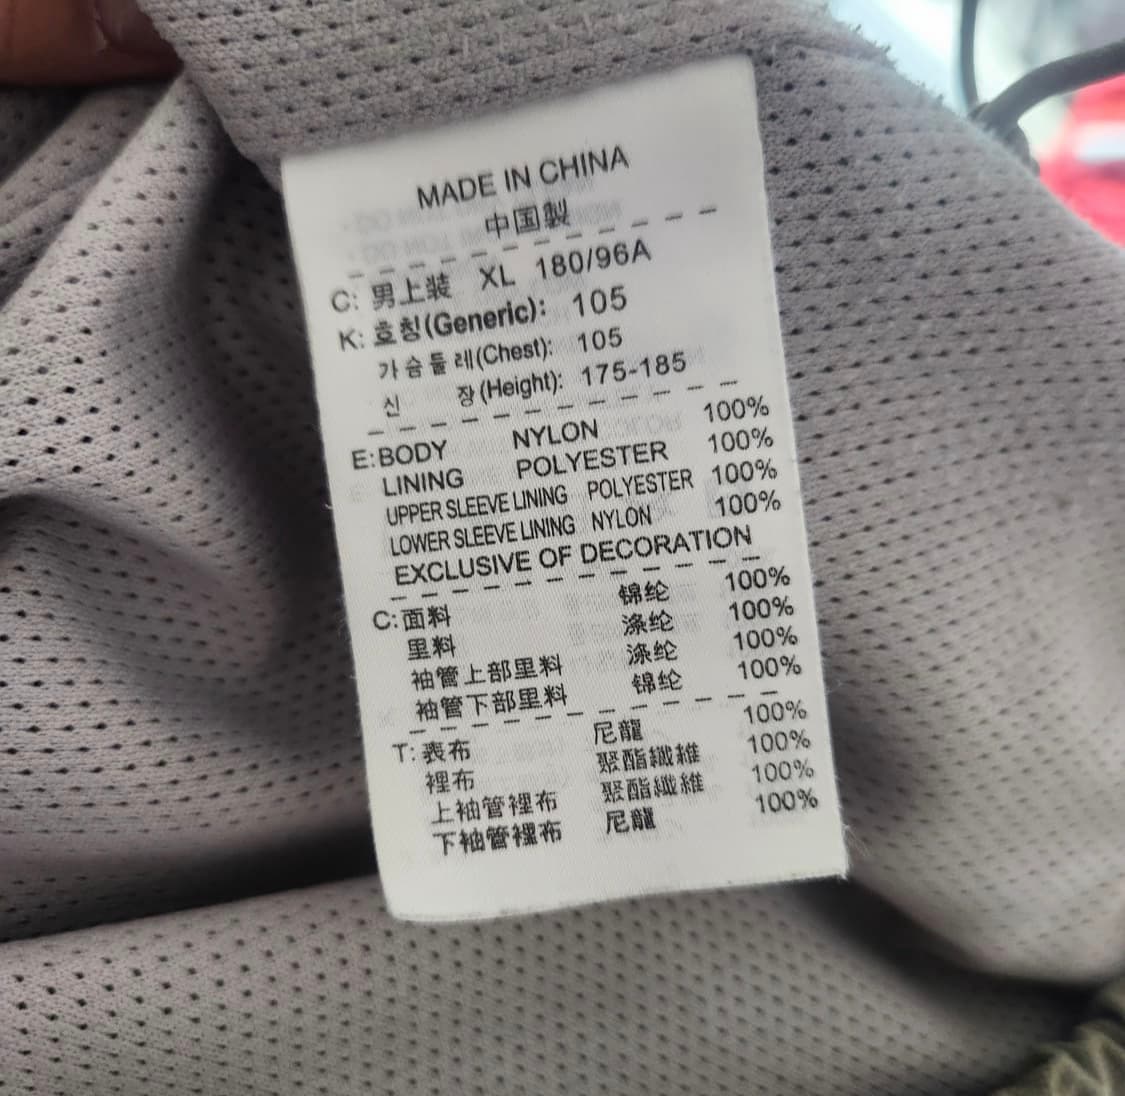 MADE IN CHINA
中国製
C: 男上装 XL 180/96A
K: 호칭(Generic): 105
가슴둘레(Chest): 105
신 장(Height): 175-185
E:BODY NYLON 100%
LINING POLYESTER 100%
UPPER SLEEVE LINING POLYESTER 100%
LOWER SLEEVE LINING NYLON 100%
EXCLUSIVE OF DECORATION
C:面料 锦纶 100%
里料 涤纶 100%
袖管上部里料 涤纶 100%
袖管下部里料 锦纶 100%
T: 表布 尼龍 100%
裡布 聚酯纖維 100%
上袖管裡布 聚酯纖維 100%
下袖管裡布 尼龍 100%